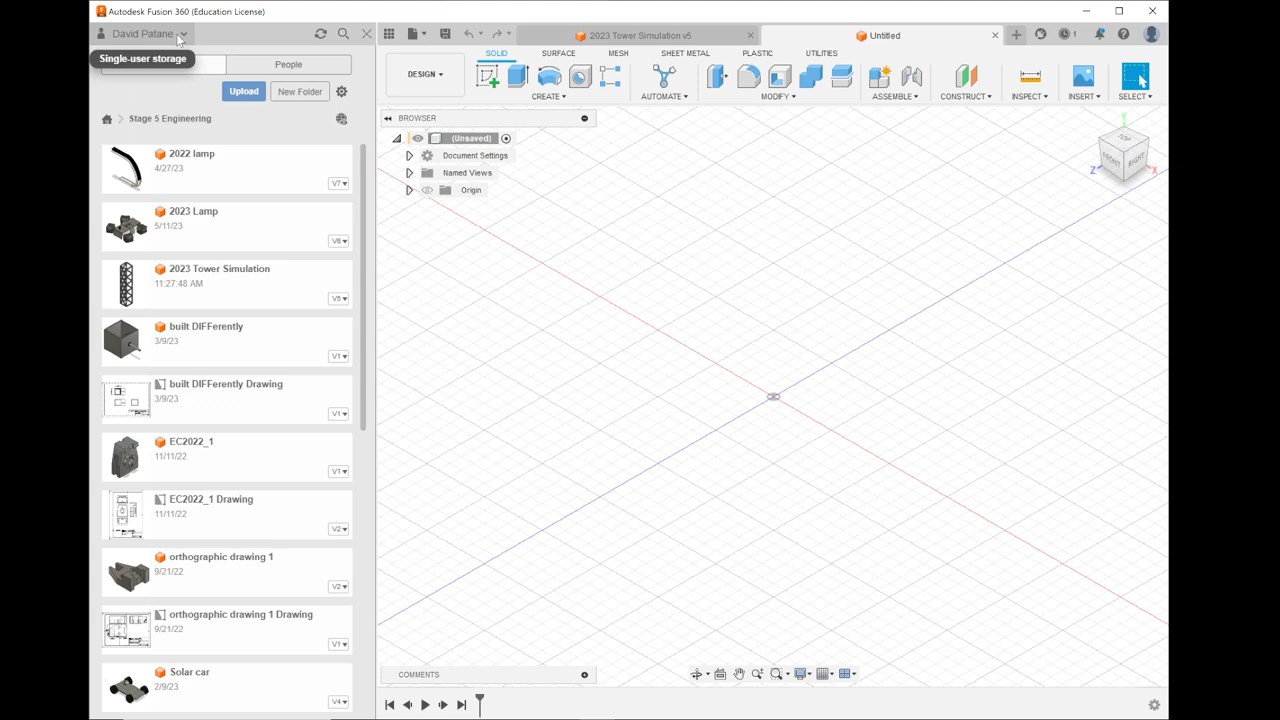 Autodesk Fusion 360 (Education License)
David Patane
Single-user storage
People
Upload
New Folder
Stage 5 Engineering
2022 lamp
4/27/23
V7
2023 Lamp
5/11/23
V6
2023 Tower Simulation
11:27:48 AM
V5
built DIFFerently
3/9/23
V1
built DIFFerently Drawing
3/9/23
V1
EC2022_1
11/11/22
V1
EC2022_1 Drawing
11/11/22
V2
orthographic drawing 1
9/21/22
V2
orthographic drawing 1 Drawing
9/21/22
V1
Solar car
2/9/23
V4
2023 Tower Simulation v5
Untitled
1
SOLID
SURFACE
MESH
SHEET METAL
PLASTIC
UTILITIES
DESIGN
CREATE
AUTOMATE
MODIFY
ASSEMBLE
CONSTRUCT
INSPECT
INSERT
SELECT
BROWSER
(Unsaved)
Document Settings
Named Views
Origin
Y
TOP
FRONT
RIGHT
Z
X
COMMENTS